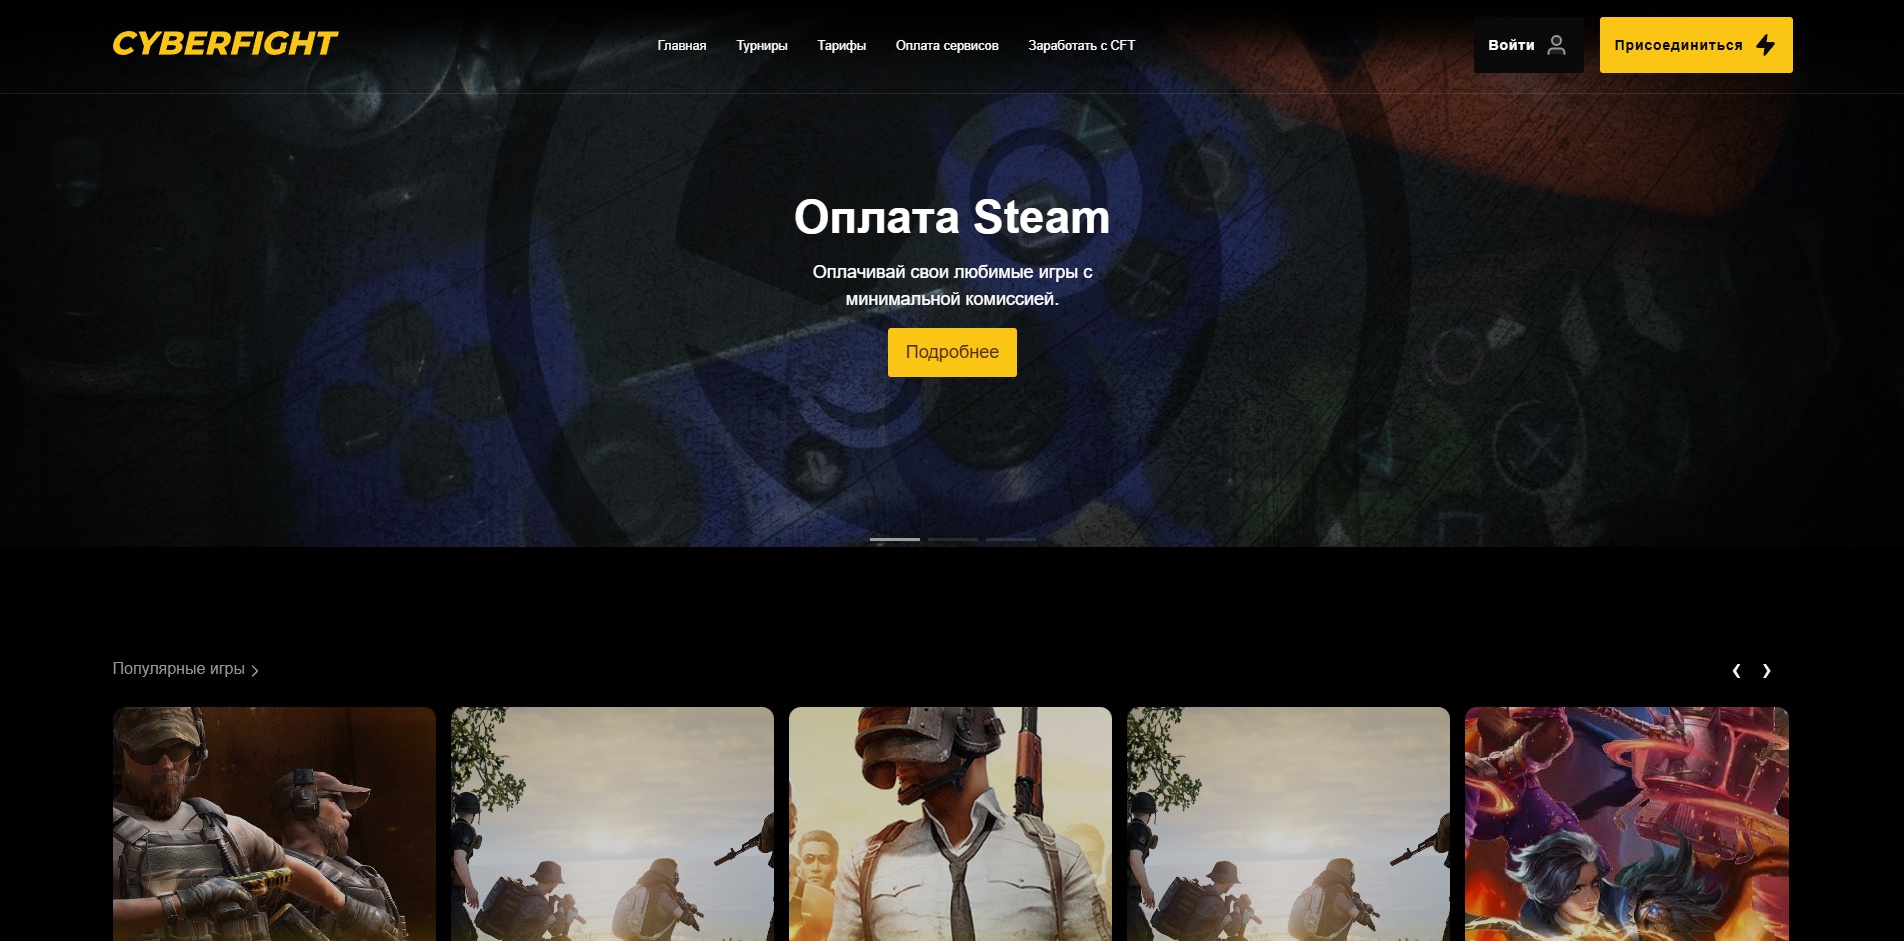 CYBERFIGHT
Главная
Турниры
Тарифы
Оплата сервисов
Заработать с CFT
Войти
Присоединиться
Оплата Steam
Оплачивай свои любимые игры с
минимальной комиссией.
Подробнее
Популярные игры